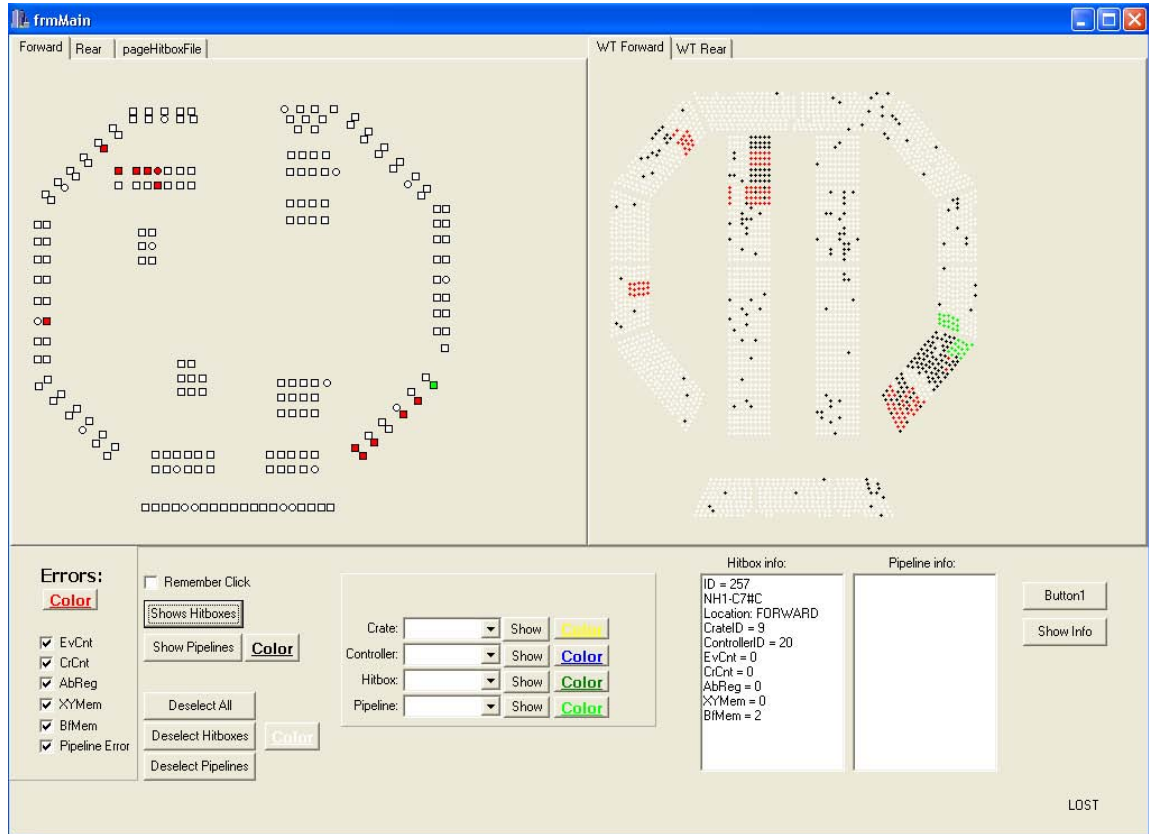 frmMain
Forward Rear pageHitboxFile
WT Forward WT Rear
Errors:
Color
EvCnt
CrCnt
AbReg
XYMem
BfMem
Pipeline Error
Remember Click
Shows Hitboxes
Show Pipelines Color
Deselect All
Deselect Hitboxes Color
Deselect Pipelines
Crate: Show Color
Controller: Show Color
Hitbox: Show Color
Pipeline: Show Color
Hitbox info:
ID = 257
NH1-C7#C
Location: FORWARD
CrateID = 9
ControllerID = 20
EvCnt = 0
CrCnt = 0
AbReg = 0
XYMem = 0
BfMem = 2
Pipeline info:
Button1
Show Info
LOST